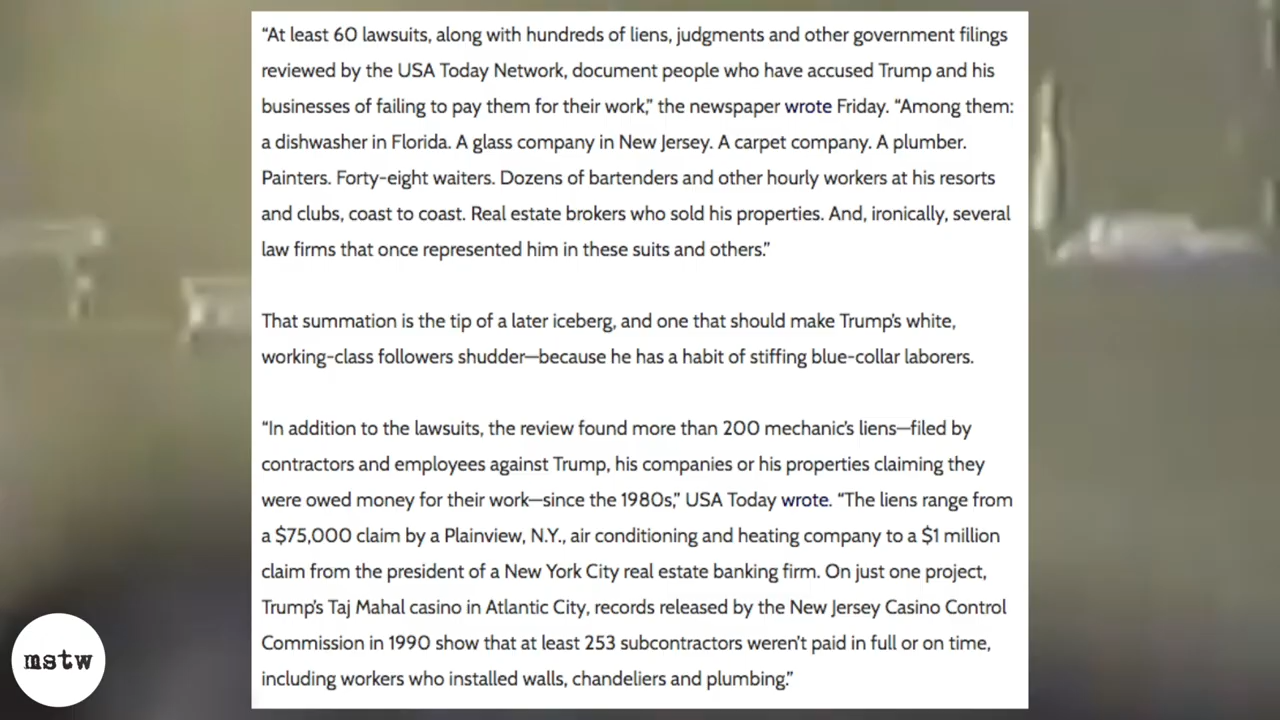 “At least 60 lawsuits, along with hundreds of liens, judgments and other government filings
reviewed by the USA Today Network, document people who have accused Trump and his
businesses of failing to pay them for their work,” the newspaper wrote Friday. “Among them:
a dishwasher in Florida. A glass company in New Jersey. A carpet company. A plumber.
Painters. Forty-eight waiters. Dozens of bartenders and other hourly workers at his resorts
and clubs, coast to coast. Real estate brokers who sold his properties. And, ironically, several
law firms that once represented him in these suits and others.”
That summation is the tip of a later iceberg, and one that should make Trump’s white,
working-class followers shudder—because he has a habit of stiffing blue-collar laborers.
“In addition to the lawsuits, the review found more than 200 mechanic’s liens—filed by
contractors and employees against Trump, his companies or his properties claiming they
were owed money for their work—since the 1980s,” USA Today wrote. “The liens range from
a $75,000 claim by a Plainview, N.Y., air conditioning and heating company to a $1 million
claim from the president of a New York City real estate banking firm. On just one project,
Trump’s Taj Mahal casino in Atlantic City, records released by the New Jersey Casino Control
Commission in 1990 show that at least 253 subcontractors weren’t paid in full or on time,
including workers who installed walls, chandeliers and plumbing.”
mstw